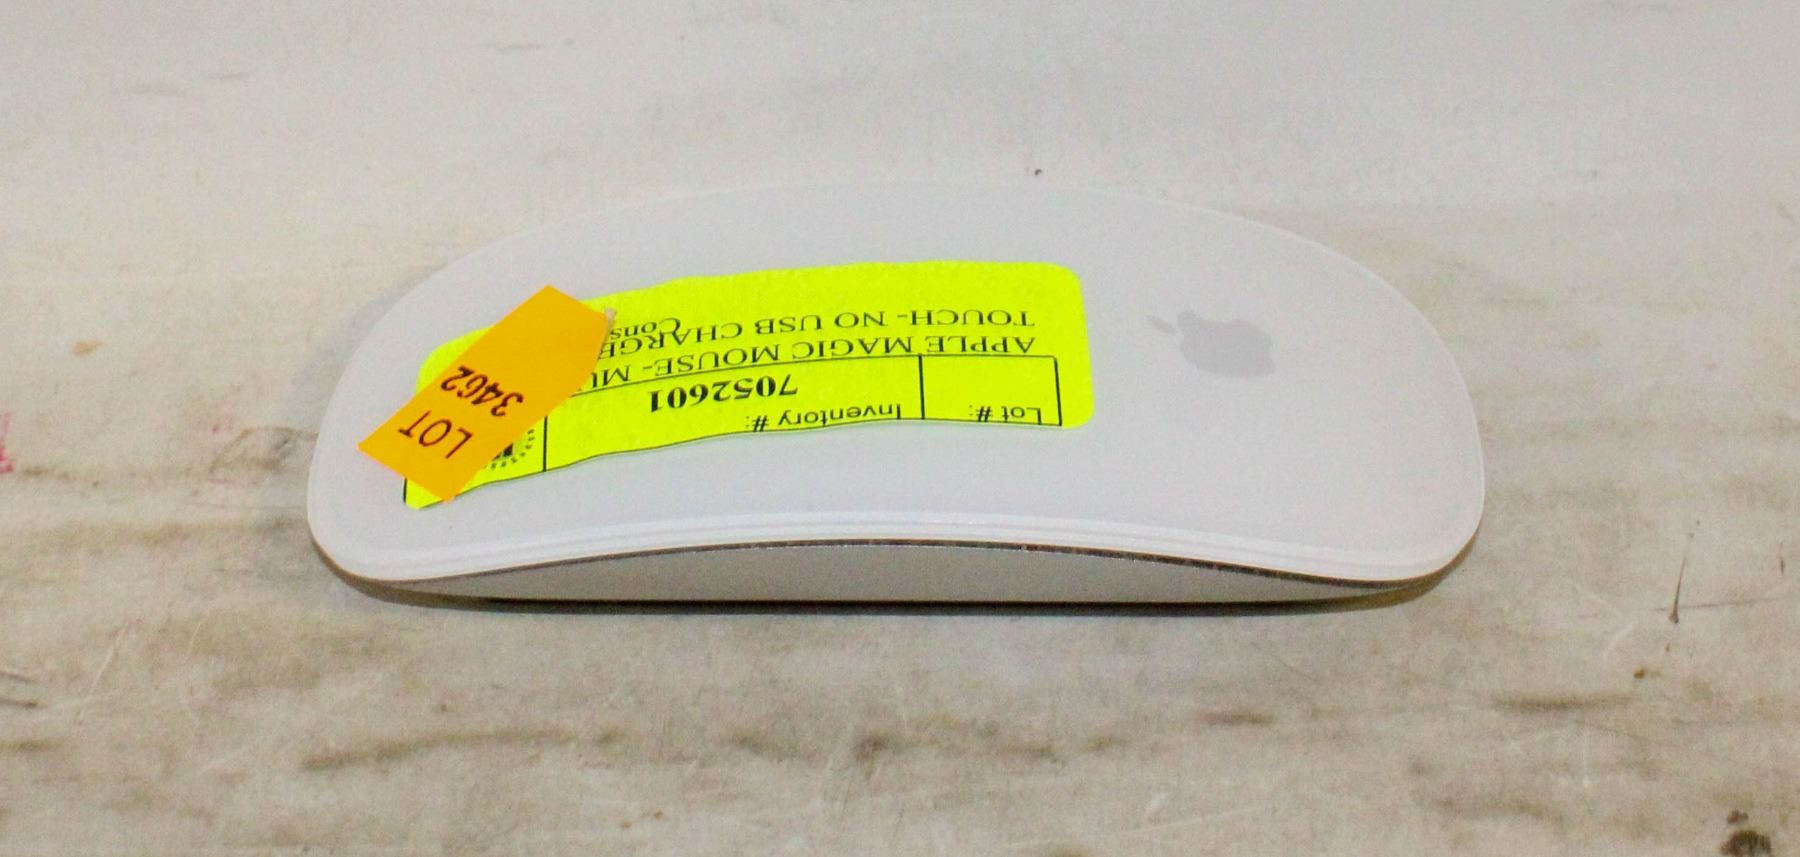 Lot #: Inventory #:
7052601
APPLE MAGIC MOUSE- MU
TOUCH- NO USB CHARGE
Cons
LOT
3462